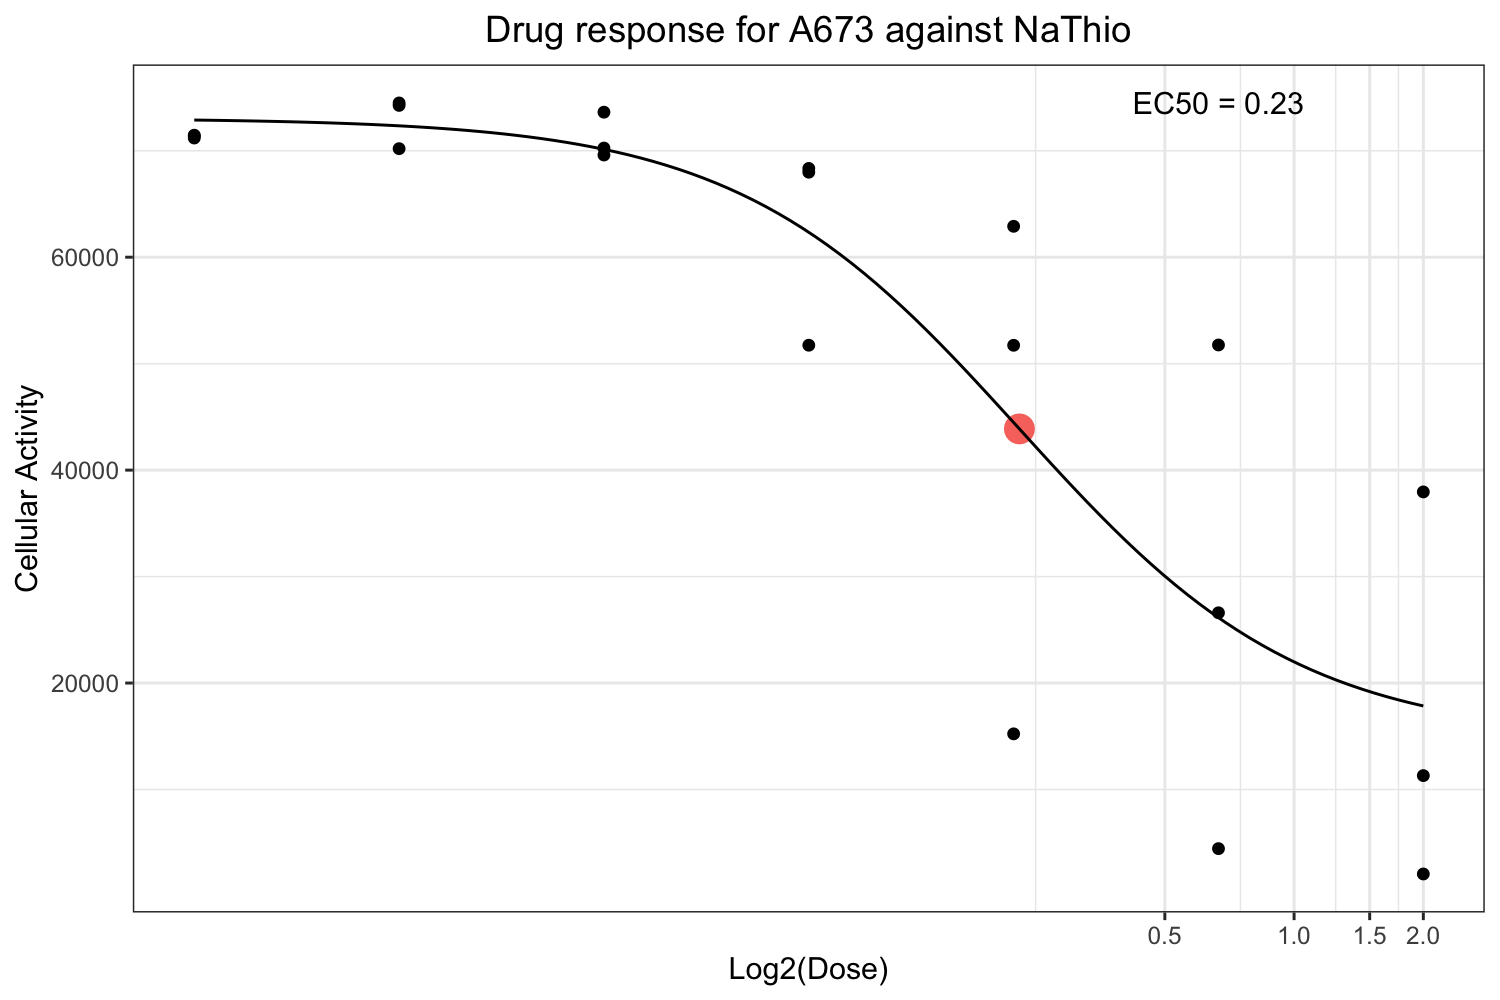 Drug response for A673 against NaThio
EC50 = 0.23
60000
40000
20000
Cellular Activity
0.5 1.0 1.5 2.0
Log2(Dose)